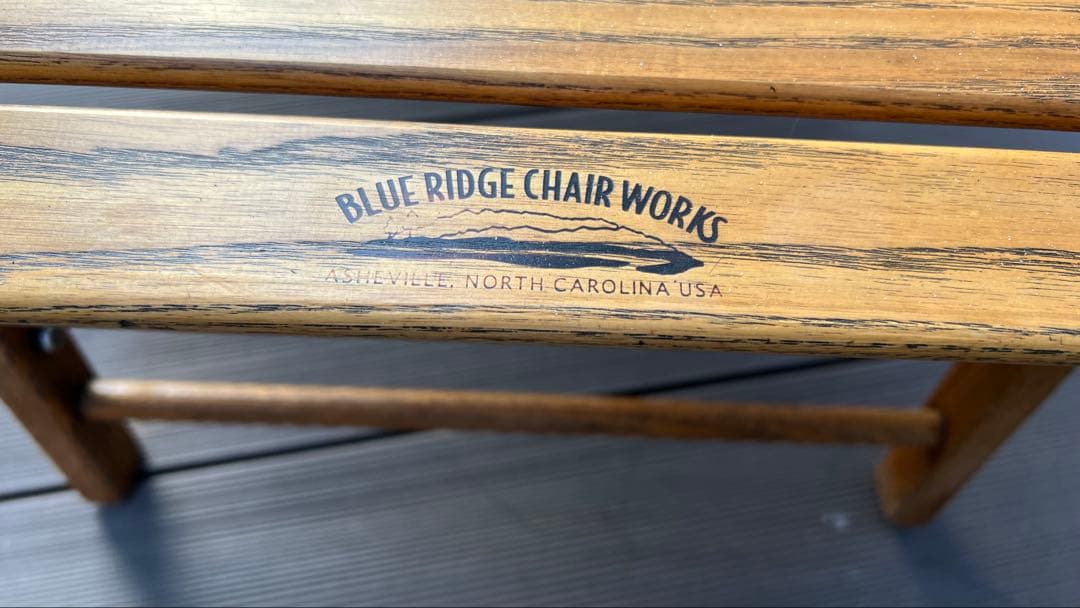 BLUE RIDGE CHAIR WORKS
ASHEVILLE, NORTH CAROLINA USA